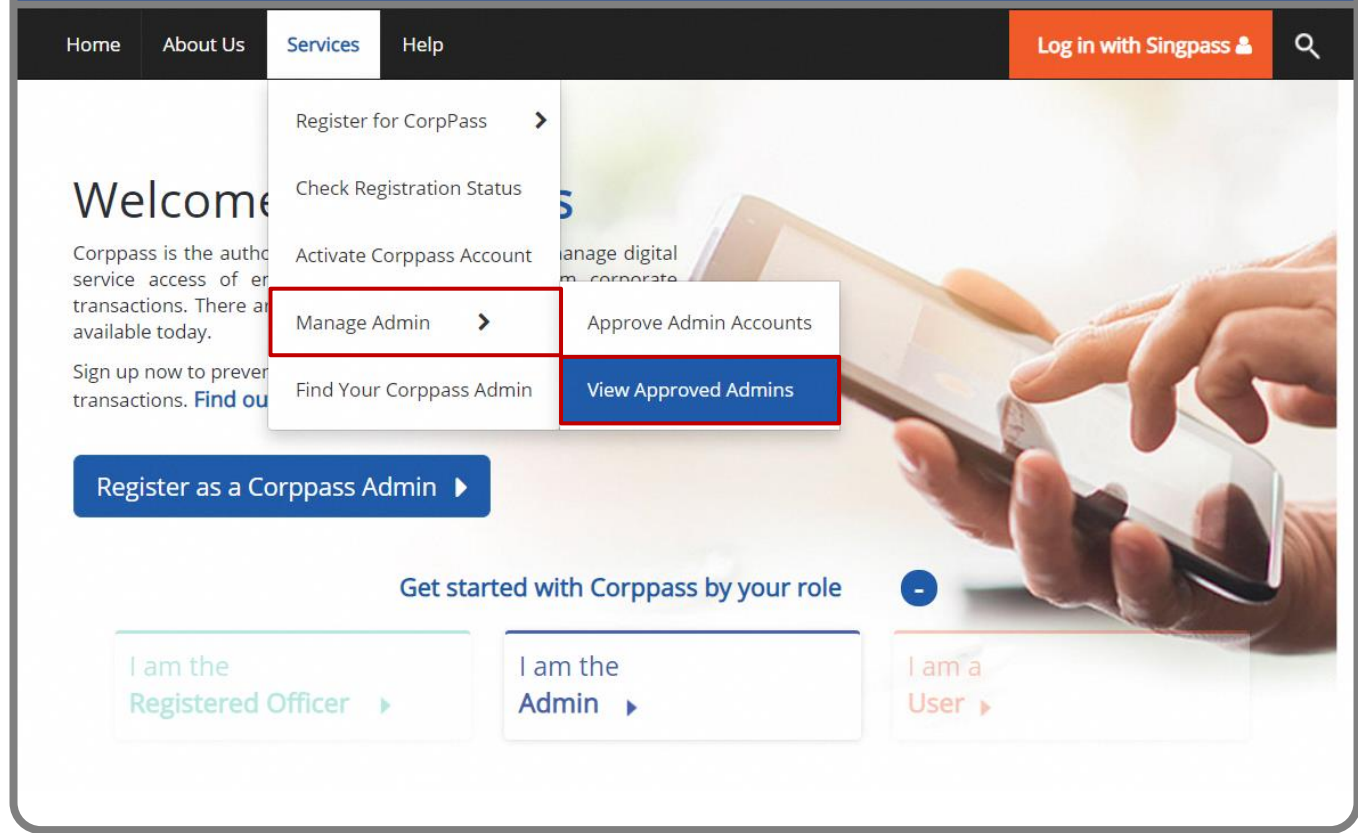 Home About Us Services Help Log in with Singpass
Register for CorpPass
Check Registration Status
Activate Corppass Account
Manage Admin
Find Your Corppass Admin
Approve Admin Accounts
View Approved Admins
Welcome s
Corppass is the autho anage digital
service access of e m corporate
transactions. There a
available today.
Sign up now to preve
transactions. Find ou
Register as a Corppass Admin
Get started with Corppass by your role -
I am the
Registered Officer
I am the
Admin
I am a
User